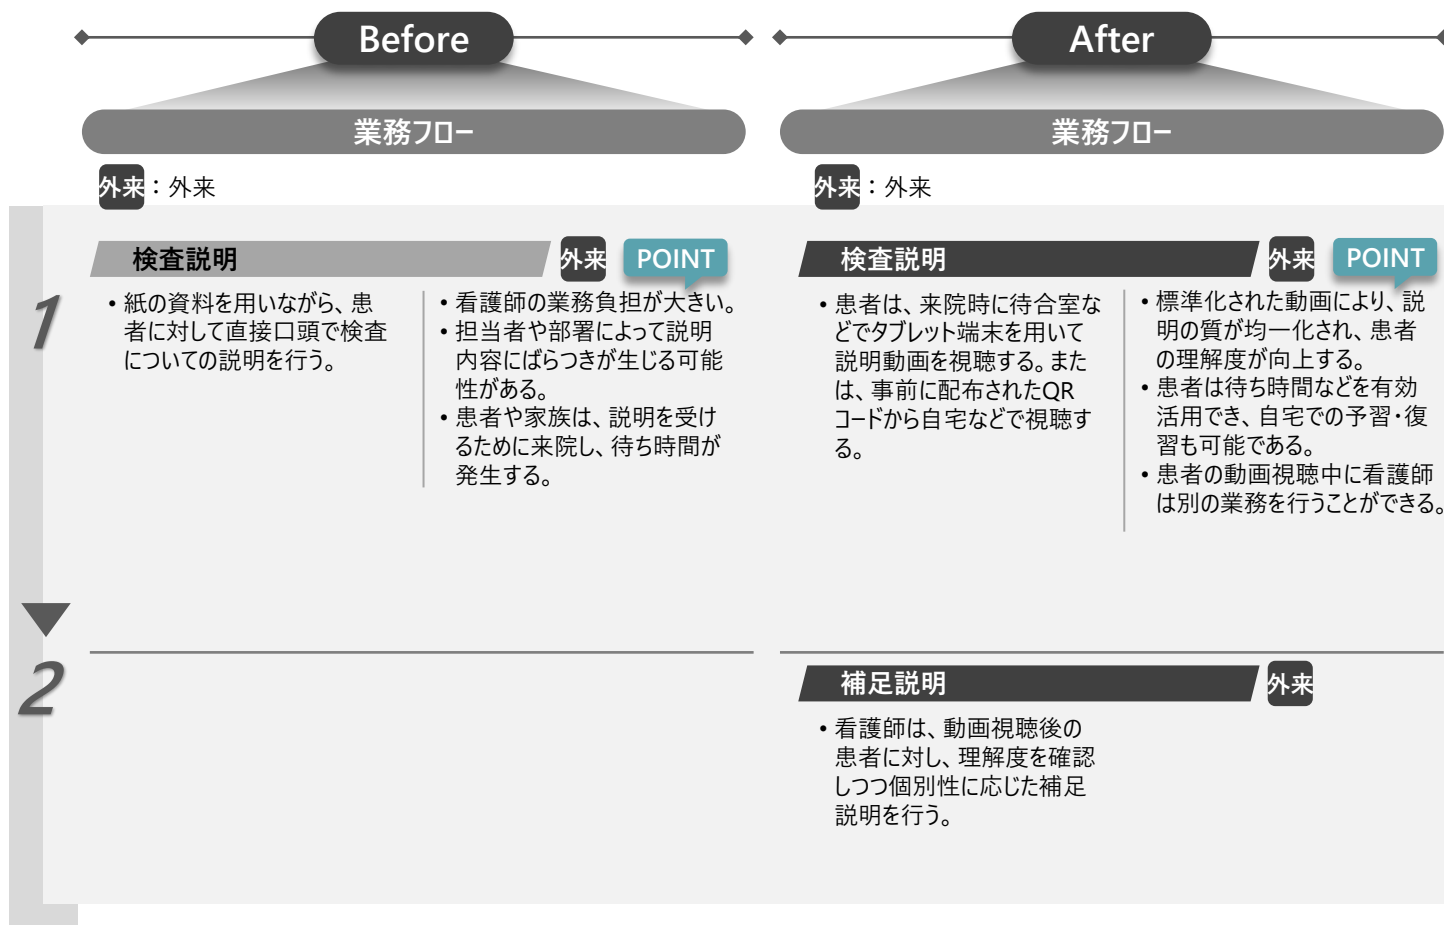 Before
業務フロー
外来：外来
After
業務フロー
外来：外来
1
検査説明
外来
POINT
• 紙の資料を用いながら、患
者に対して直接口頭で検査
についての説明を行う。
• 看護師の業務負担が大きい。
• 担当者や部署によって説明
内容にばらつきが生じる可能
性がある。
• 患者や家族は、説明を受け
るために来院し、待ち時間が
発生する。
検査説明
外来
POINT
• 患者は、来院時に待合室な
どでタブレット端末を用いて
説明動画を視聴する。また
は、事前に配布されたQR
コードから自宅などで視聴す
る。
• 標準化された動画により、説
明の質が均一化され、患者
の理解度が向上する。
• 患者は待ち時間などを有効
活用でき、自宅での予習・復
習も可能である。
• 患者の動画視聴中に看護師
は別の業務を行うことができる。
2
補足説明
外来
• 看護師は、動画視聴後の
患者に対し、理解度を確認
しつつ個別性に応じた補足
説明を行う。